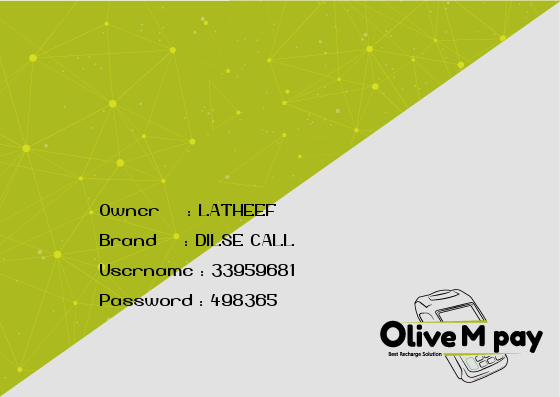 Owner : LATHEEF
Brand : DILSE CALL
Username : 33959681
Password : 498365
Olive M pay
Best Recharge Solution